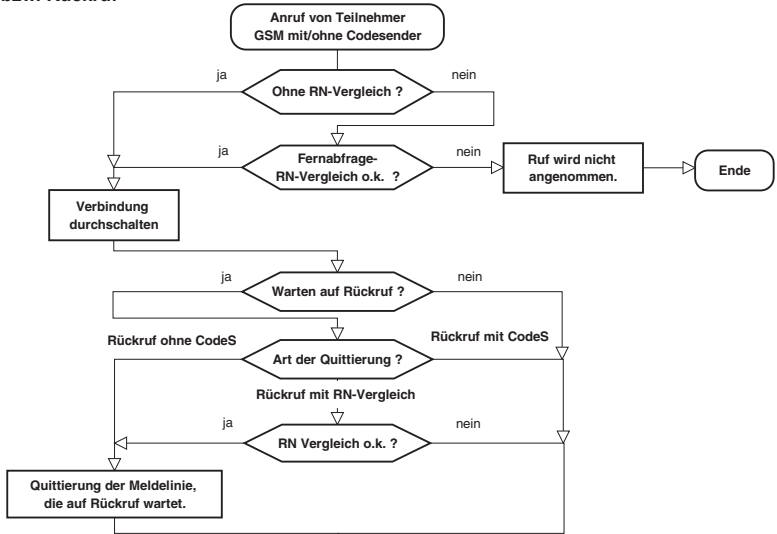 Rückruf
Anruf von Teilnehmer
GSM mit/ohne Codesender
ja
nein
Ohne RN-Vergleich ?
ja
nein
Fernabfrage-
RN-Vergleich o.k. ?
Ruf wird nicht
angenommen.
Ende
Verbindung
durchschalten
ja
nein
Warten auf Rückruf ?
Rückruf ohne CodeS
Rückruf mit CodeS
Art der Quittierung ?
Rückruf mit RN-Vergleich
ja
nein
RN Vergleich o.k. ?
Quittierung der Meldelinie,
die auf Rückruf wartet.